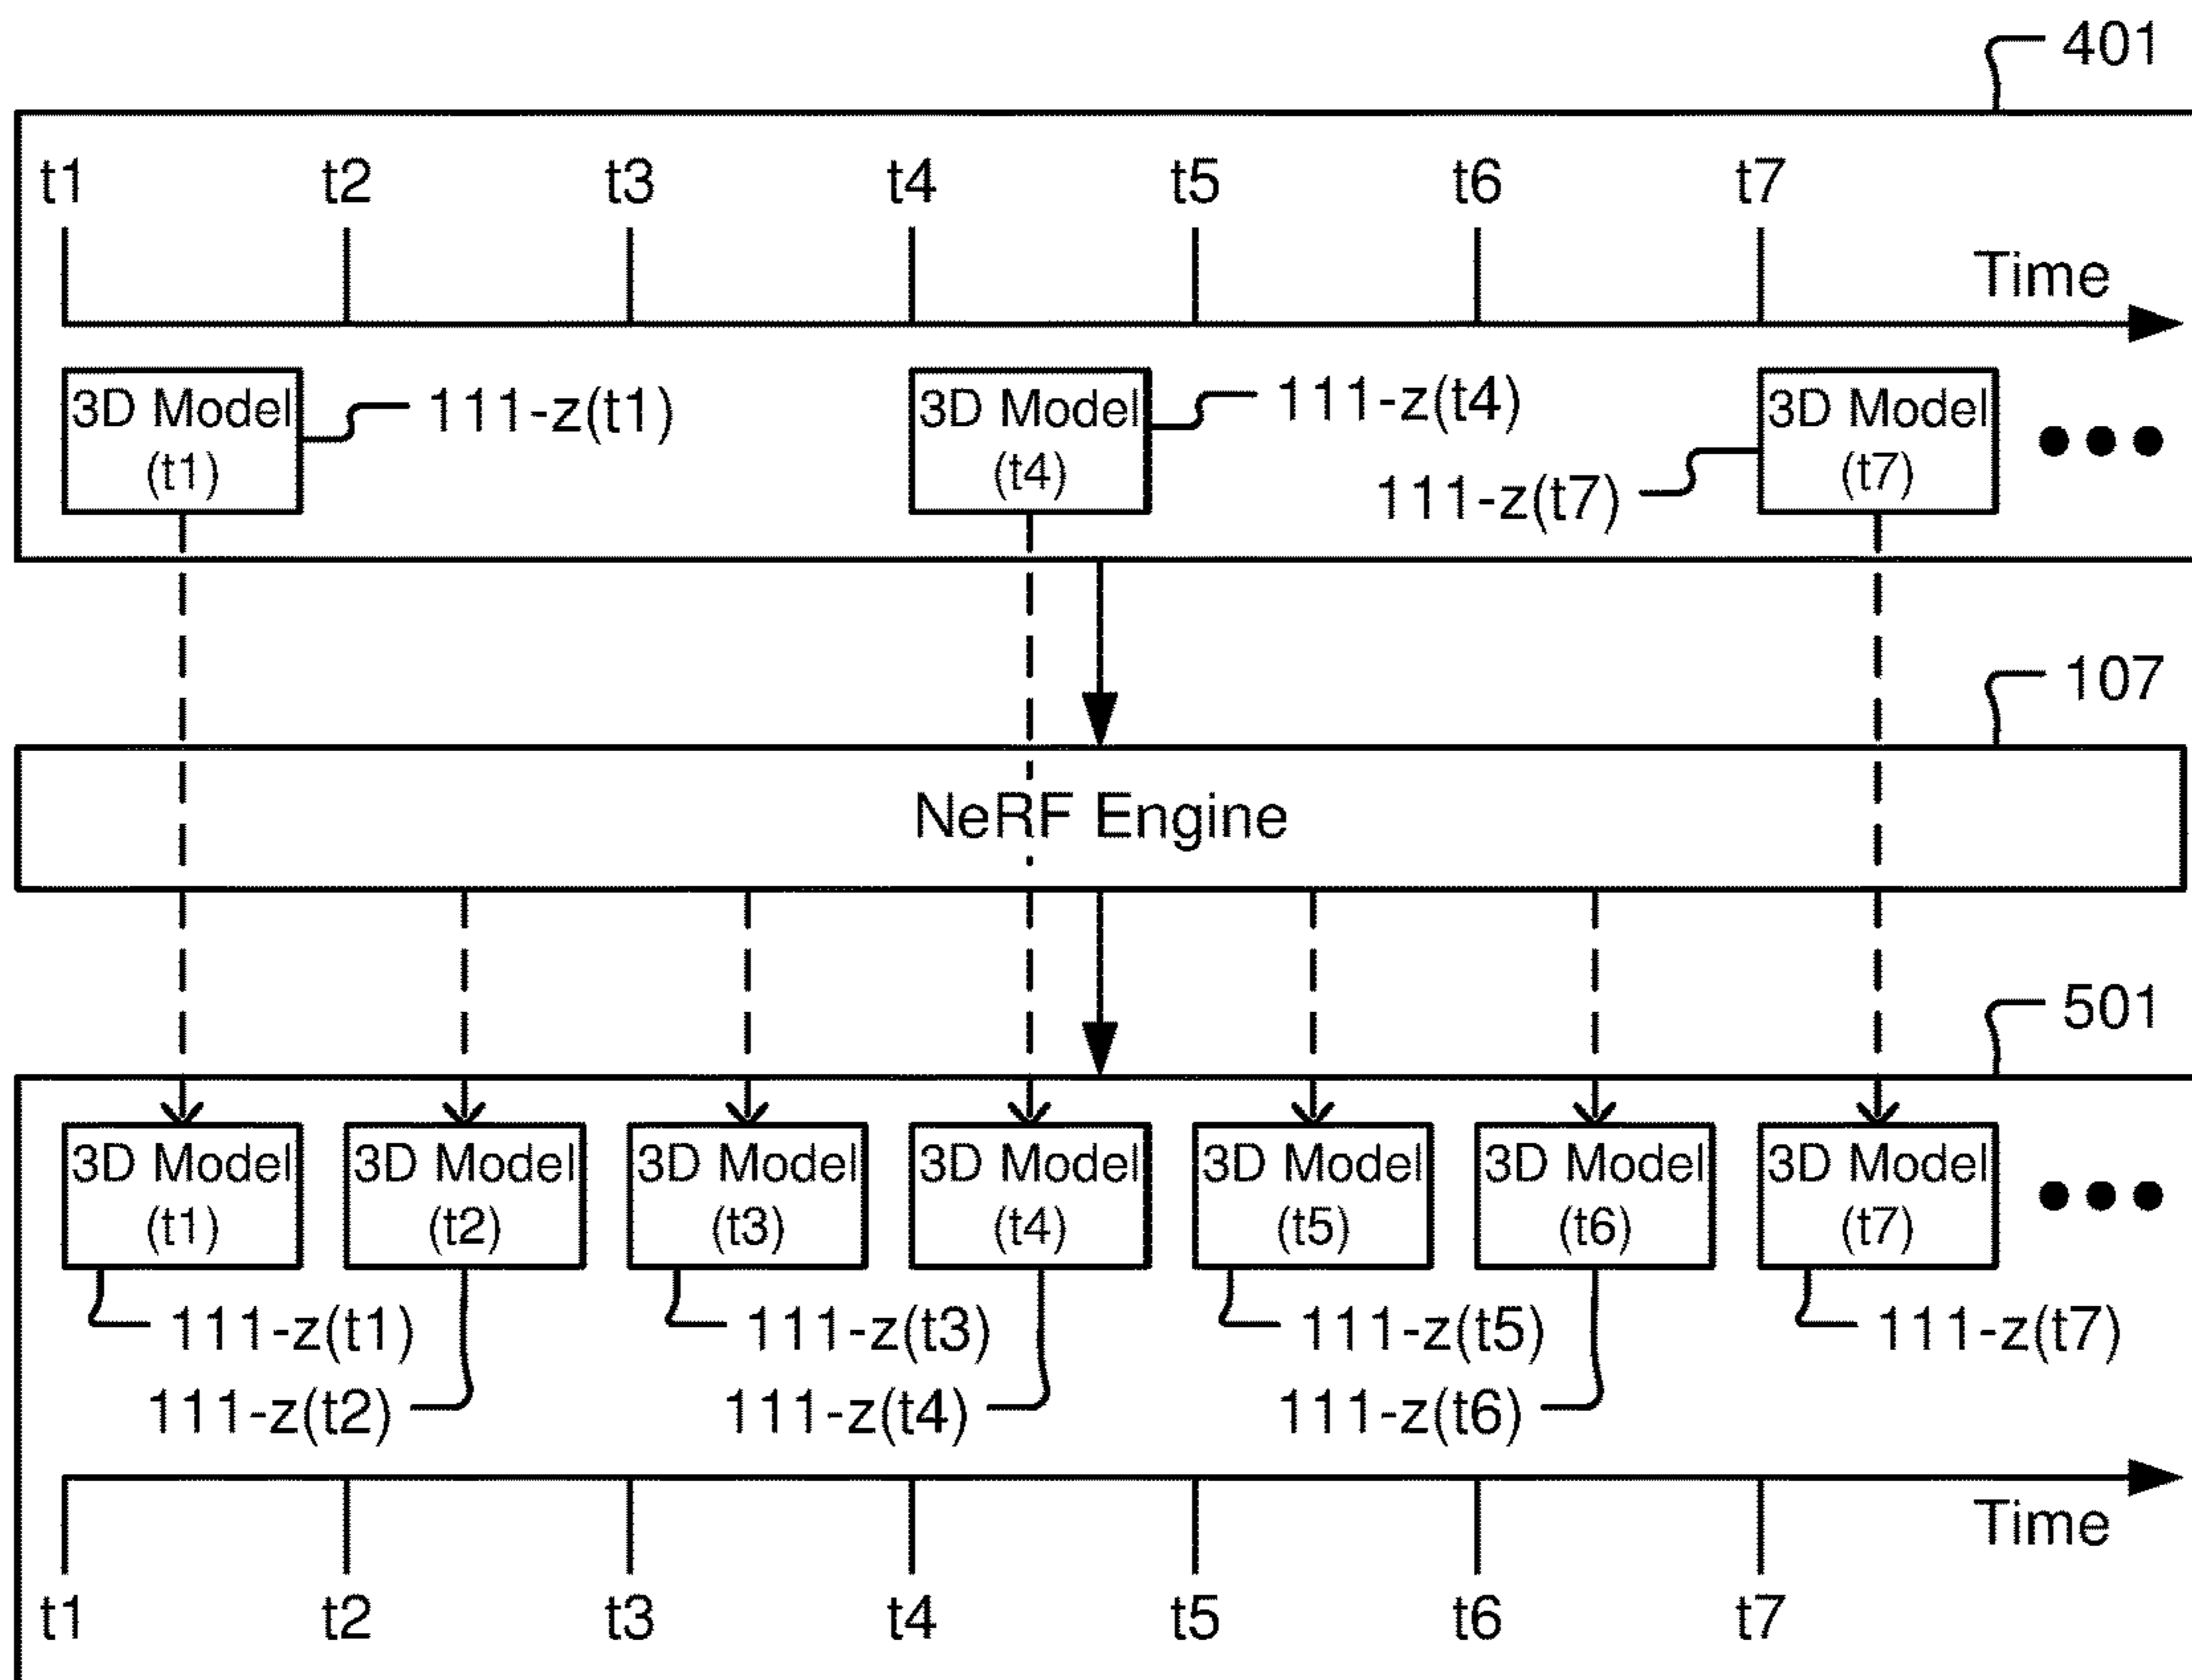 401
t1 t2 t3 t4 t5 t6 t7
Time
3D Model
(t1)
111-z(t1)
3D Model
(t4)
111-z(t4)
111-z(t7)
3D Model
(t7)
107
NeRF Engine
501
3D Model
(t1)
3D Model
(t2)
3D Model
(t3)
3D Model
(t4)
3D Model
(t5)
3D Model
(t6)
3D Model
(t7)
111-z(t1) 111-z(t3) 111-z(t5) 111-z(t7)
111-z(t2) 111-z(t4) 111-z(t6)
Time
t1 t2 t3 t4 t5 t6 t7